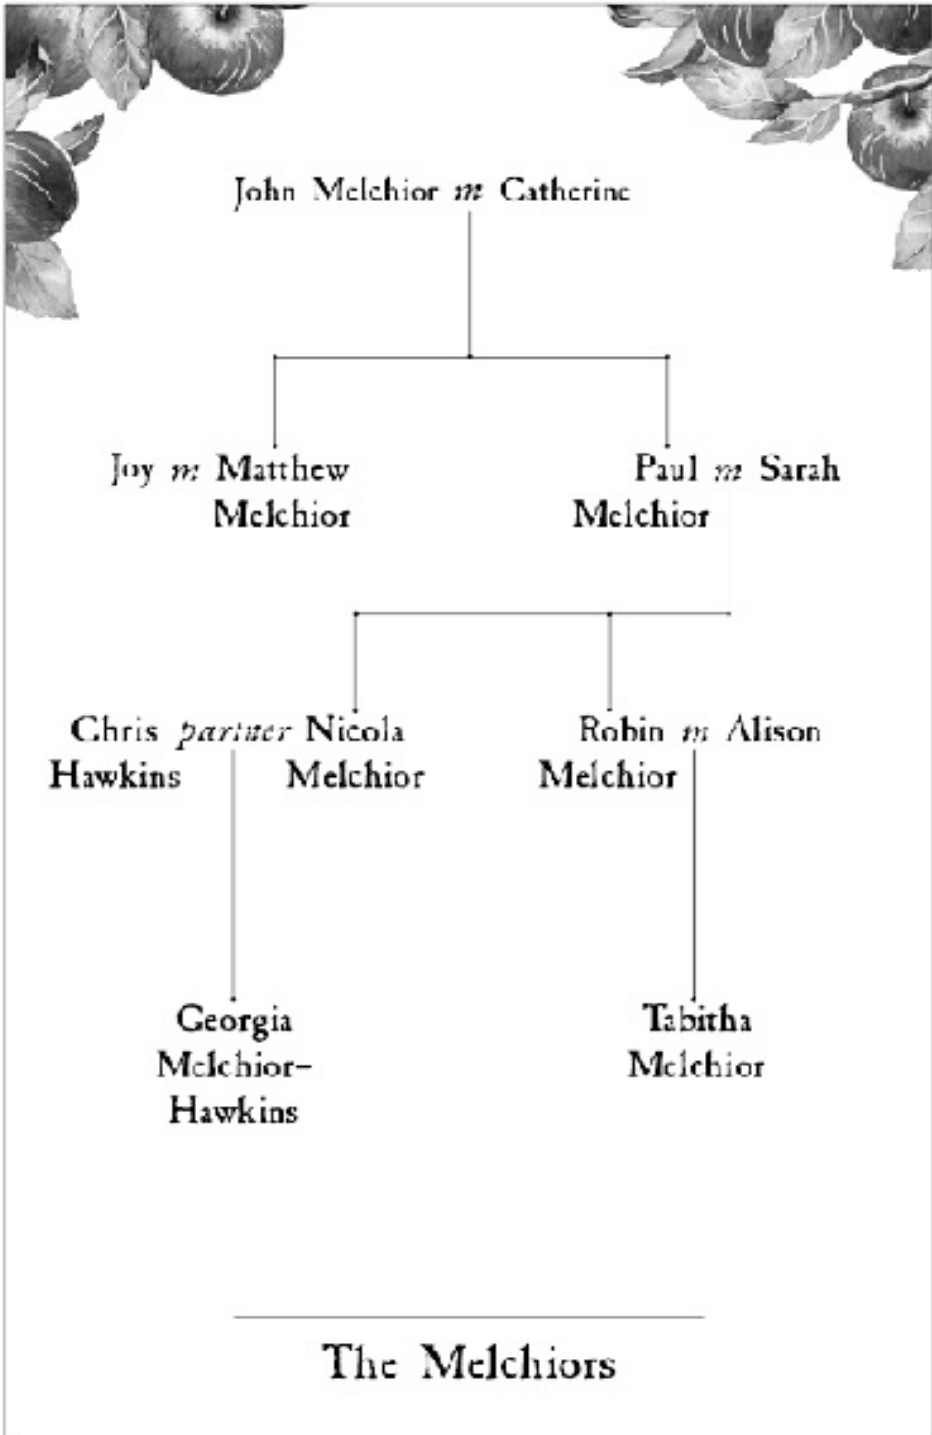 John Melchior m Catherine
Joy m Matthew
Melchior
Paul m Sarah
Melchior
Chris partner Nicola
Hawkins Melchior
Robin m Alison
Melchior
Georgia
Melchior-
Hawkins
Tabitha
Melchior
The Melchiors